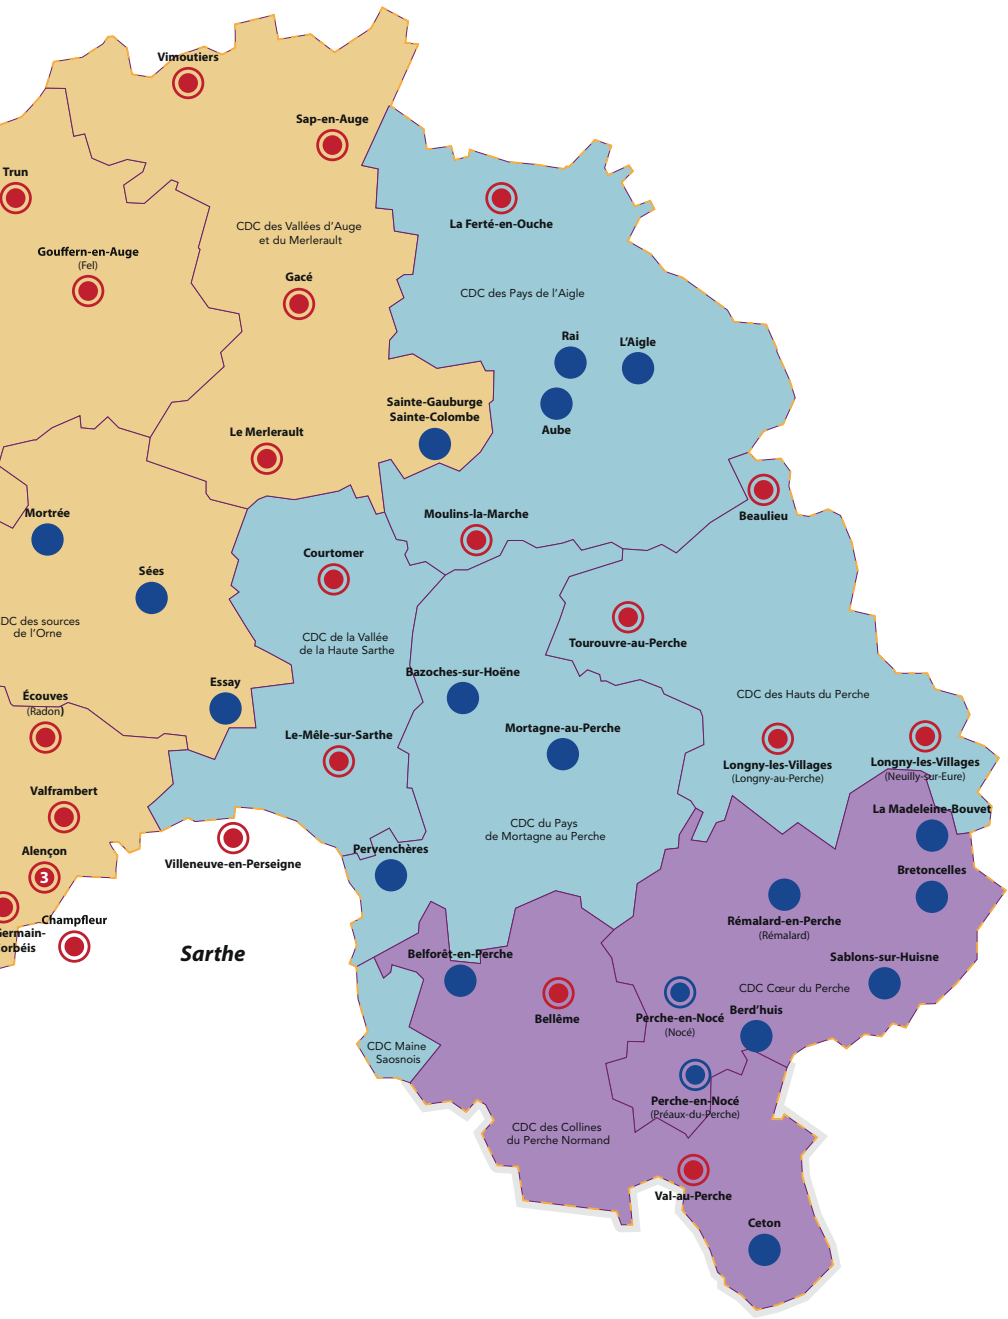 Vimoutiers
Sap-en-Auge
Trun
La Ferté-en-Ouche
CDC des Vallées d'Auge
et du Merlerault
Gouffern-en-Auge
(Fel)
Gacé
CDC des Pays de l'Aigle
Rai
L'Aigle
Sainte-Gauburge
Sainte-Colombe
Aube
Le Merlerault
Mortrée
Moulins-la-Marche
Beaulieu
Courtomer
Sées
DC des sources
de l'Orne
CDC de la Vallée
de la Haute Sarthe
Tourouvre-au-Perche
Bazoches-sur-Hoëne
Essay
Écouves
(Radon)
CDC des Hauts du Perche
Mortagne-au-Perche
Le-Mêle-sur-Sarthe
Longny-les-Villages
(Longny-au-Perche)
Longny-les-Villages
(Neuilly-sur-Eure)
Valframbert
La Madeleine-Bouvet
CDC du Pays
de Mortagne au Perche
Alençon
3
Villeneuve-en-Perseigne
Pervenchères
Bretoncelles
Champfleur
Germain-
orbéis
Rémalard-en-Perche
(Rémalard)
Sarthe
Belforêt-en-Perche
Sablons-sur-Huisne
CDC Cœur du Perche
Bellême
Perche-en-Nocé
(Nocé)
Berd'huis
CDC Maine
Saosnois
Perche-en-Nocé
(Préaux-du-Perche)
CDC des Collines
du Perche Normand
Val-au-Perche
Ceton